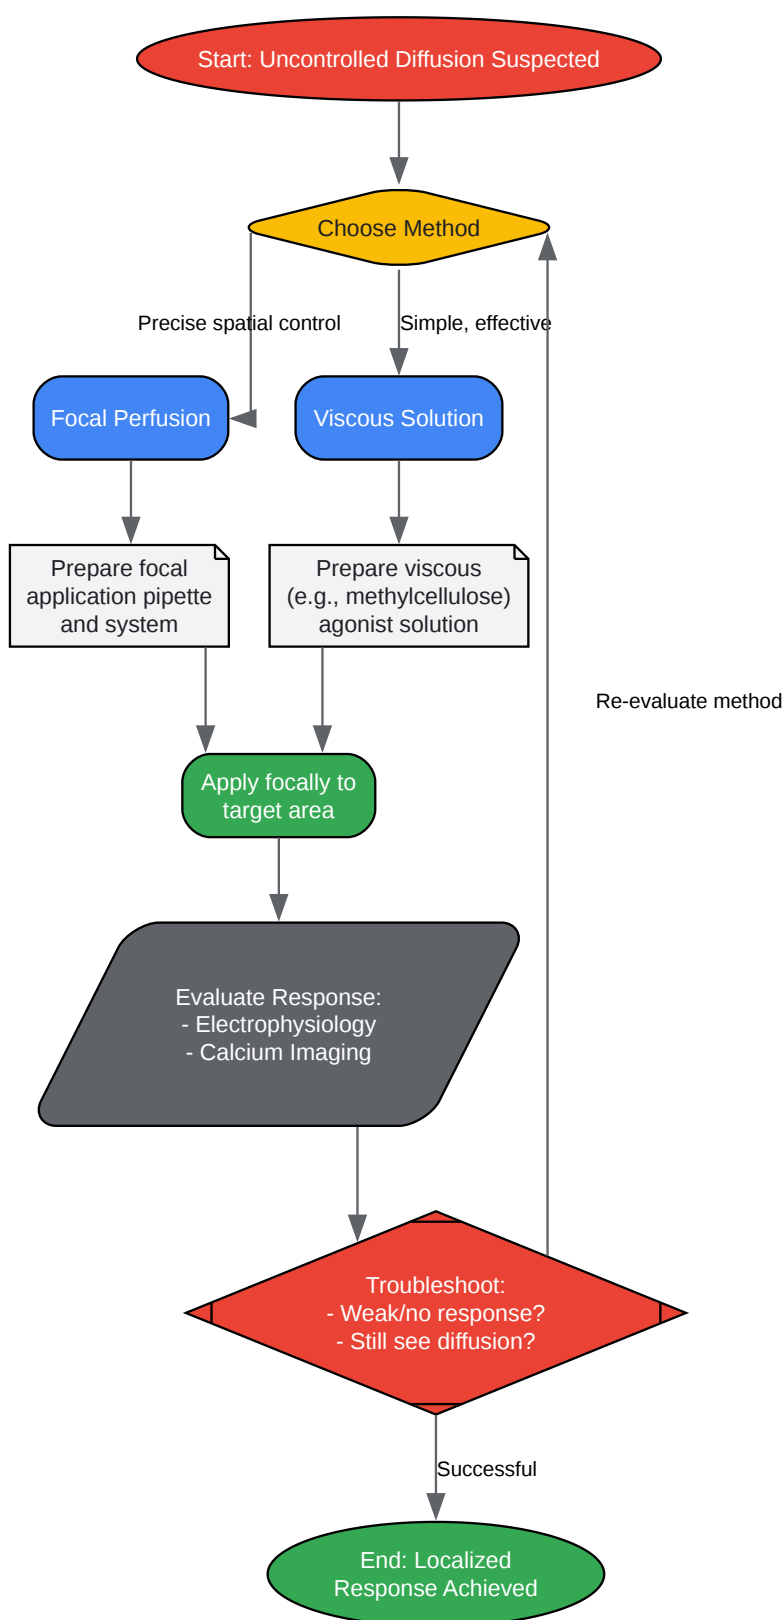 Start: Uncontrolled Diffusion Suspected
Choose Method
Precise spatial control
Simple, effective
Focal Perfusion
Viscous Solution
Prepare focal
application pipette
and system
Prepare viscous
(e.g., methylcellulose)
agonist solution
Re-evaluate method
Apply focally to
target area
Evaluate Response:
- Electrophysiology
- Calcium Imaging
Troubleshoot:
- Weak/no response?
- Still see diffusion?
Successful
End: Localized
Response Achieved